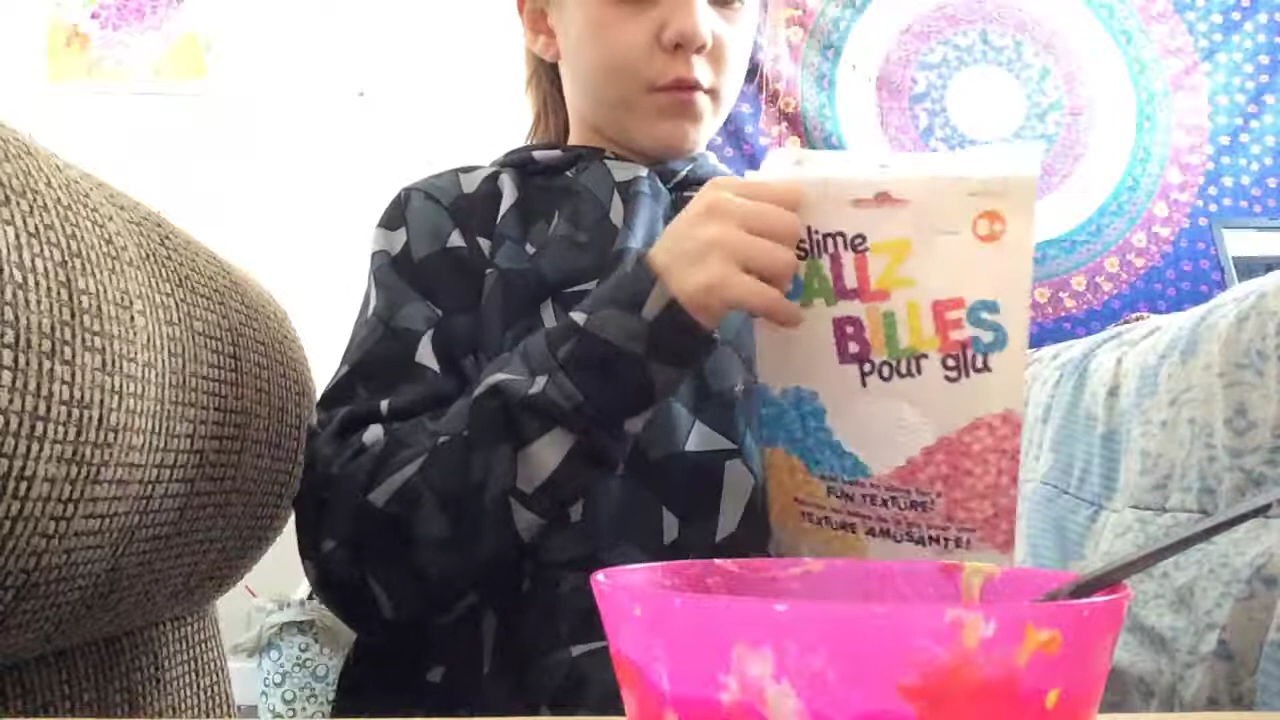 slime
BALLZ
BILLES
pour glu
FUN TEXTURE!
TEXTURE AMUSANTE!